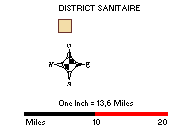 DISTRICT SANITAIRE
N
W E
S
One Inch = 13,6 Miles
Miles 10 20